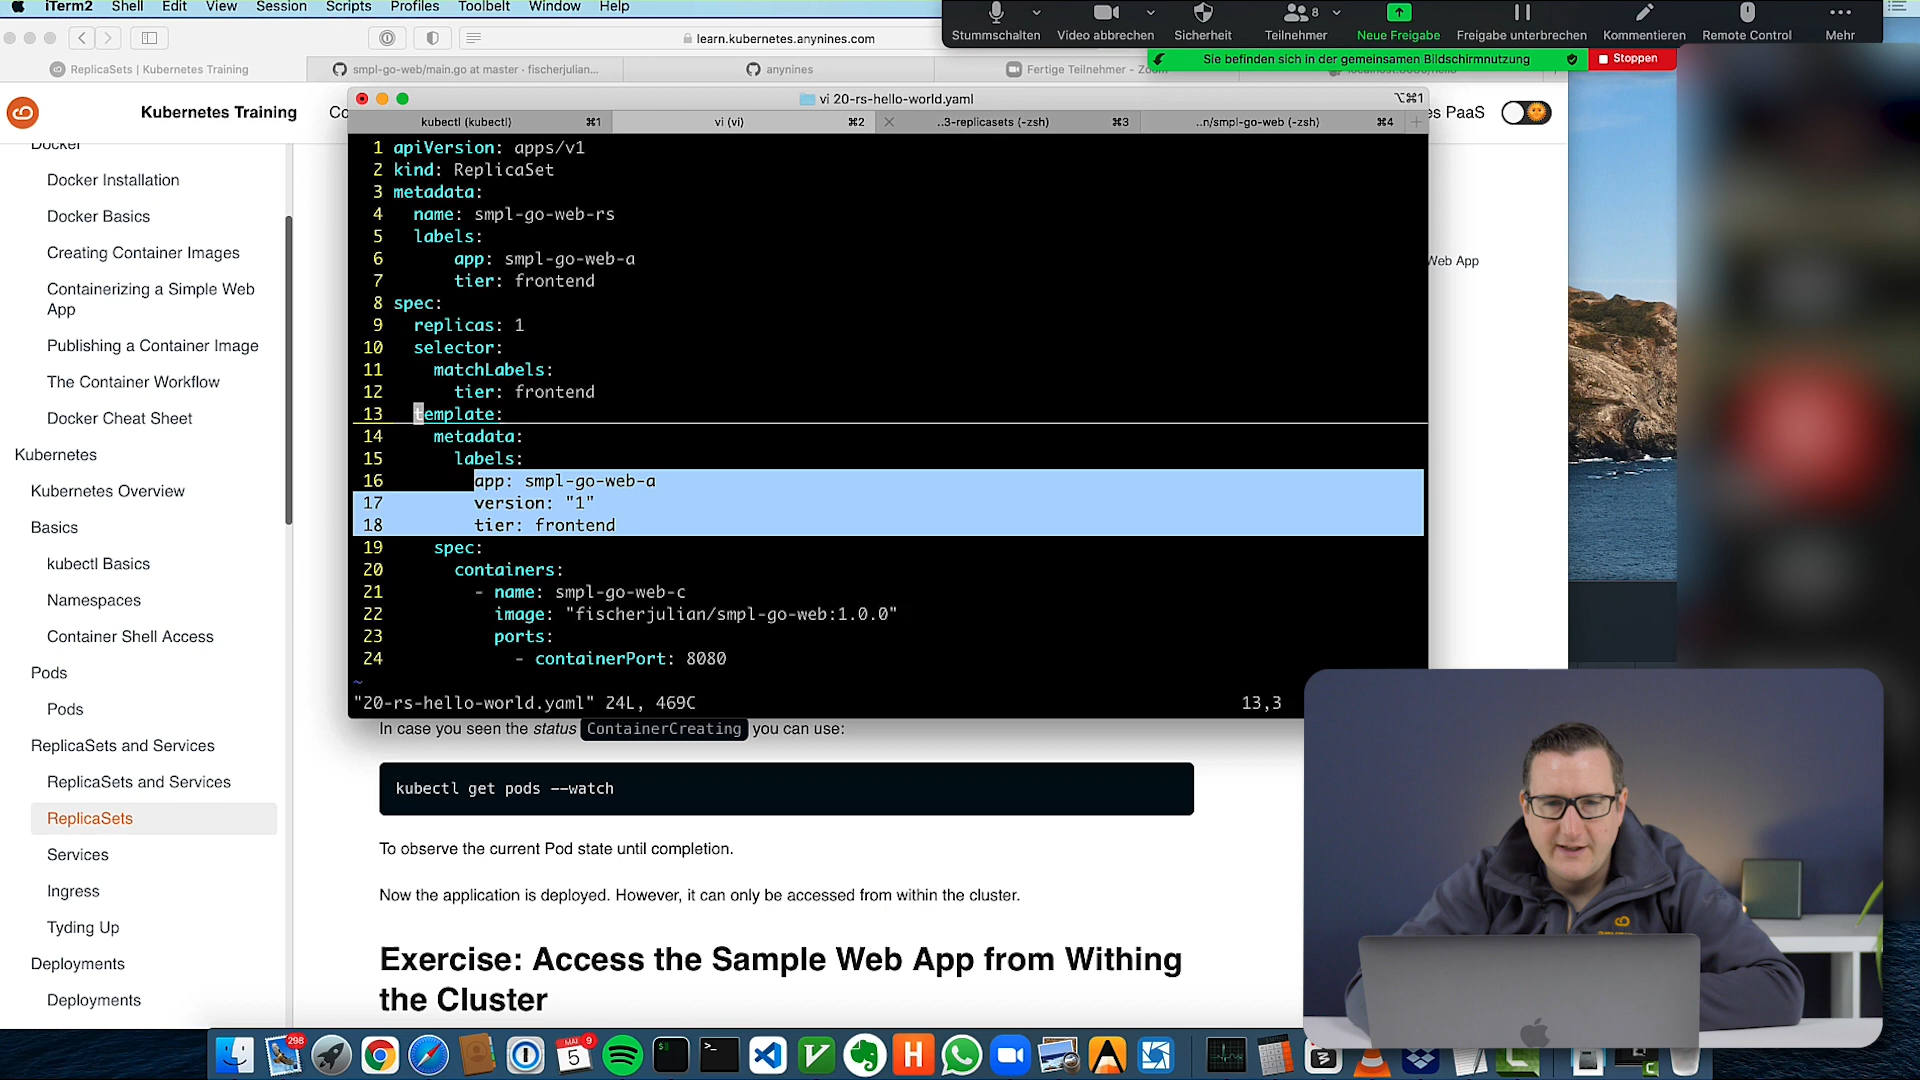 iTerm2 Shell Edit View Session Scripts Profiles Toolbelt Window Help
Stummschalten Video abbrechen Sicherheit 8 Teilnehmer Neue Freigabe Freigabe unterbrechen Kommentieren Remote Control Mehr
Sie befinden sich in der gemeinsamen Bildschirmnutzung Stoppen
learn.kubernetes.anynines.com
ReplicaSets | Kubernetes Training
smpl-go-web/main.go at master · fischerjulian...
anynines
Fertige Teilnehmer - Zoom
Kubernetes Training
Co
es PaaS
vi 20-rs-hello-world.yaml
⌥⌘1
kubectl (kubectl) ⌘1
vi (vi) ⌘2
..3-replicasets (-zsh) ⌘3
..n/smpl-go-web (-zsh) ⌘4
1 apiVersion: apps/v1
2 kind: ReplicaSet
3 metadata:
4 name: smpl-go-web-rs
5 labels:
6 app: smpl-go-web-a
7 tier: frontend
8 spec:
9 replicas: 1
10 selector:
11 matchLabels:
12 tier: frontend
13 template:
14 metadata:
15 labels:
16 app: smpl-go-web-a
17 version: "1"
18 tier: frontend
19 spec:
20 containers:
21 - name: smpl-go-web-c
22 image: "fischerjulian/smpl-go-web:1.0.0"
23 ports:
24 - containerPort: 8080
~
"20-rs-hello-world.yaml" 24L, 469C 13,3
Web App
Docker
Docker Installation
Docker Basics
Creating Container Images
Containerizing a Simple Web
App
Publishing a Container Image
The Container Workflow
Docker Cheat Sheet
Kubernetes
Kubernetes Overview
Basics
kubectl Basics
Namespaces
Container Shell Access
Pods
Pods
ReplicaSets and Services
ReplicaSets and Services
ReplicaSets
Services
Ingress
Tyding Up
Deployments
Deployments
In case you seen the status ContainerCreating you can use:
kubectl get pods --watch
To observe the current Pod state until completion.
Now the application is deployed. However, it can only be accessed from within the cluster.
Exercise: Access the Sample Web App from Withing
the Cluster
298
MAI
5
9